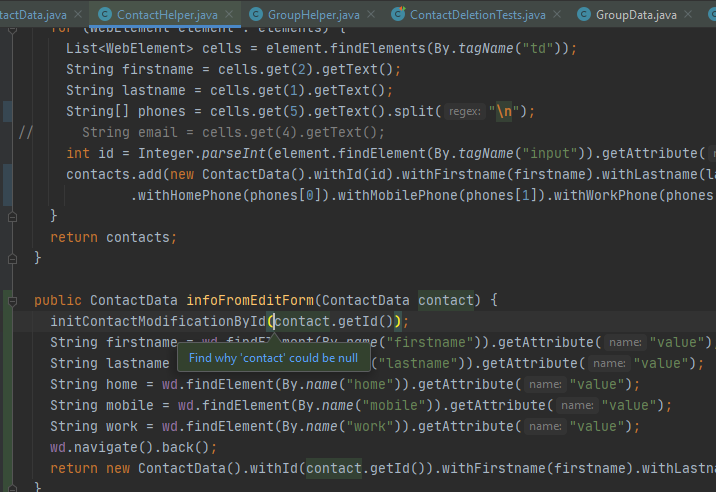 ntactData.java ContactHelper.java GroupHelper.java ContactDeletionTests.java GroupData.java
for (WebElement element : elements) {
List<WebElement> cells = element.findElements(By.tagName("td"));
String firstname = cells.get(2).getText();
String lastname = cells.get(1).getText();
String[] phones = cells.get(5).getText().split( regex: "\n");
// String email = cells.get(4).getText();
int id = Integer.parseInt(element.findElement(By.tagName("input")).getAttribute(
contacts.add(new ContactData().withId(id).withFirstname(firstname).withLastname(la
.withHomePhone(phones[0]).withMobilePhone(phones[1]).withWorkPhone(phones
}
return contacts;
}
public ContactData infoFromEditForm(ContactData contact) {
initContactModificationById(contact.getId());
String firstname = wd.findElement(By.name("firstname")).getAttribute( name: "value");
String lastname "lastname")).getAttribute( name: "value");
Find why 'contact' could be null
String home = wd.findElement(By.name("home")).getAttribute( name: "value");
String mobile = wd.findElement(By.name("mobile")).getAttribute( name: "value");
String work = wd.findElement(By.name("work")).getAttribute( name: "value");
wd.navigate().back();
return new ContactData().withId(contact.getId()).withFirstname(firstname).withLastna
}